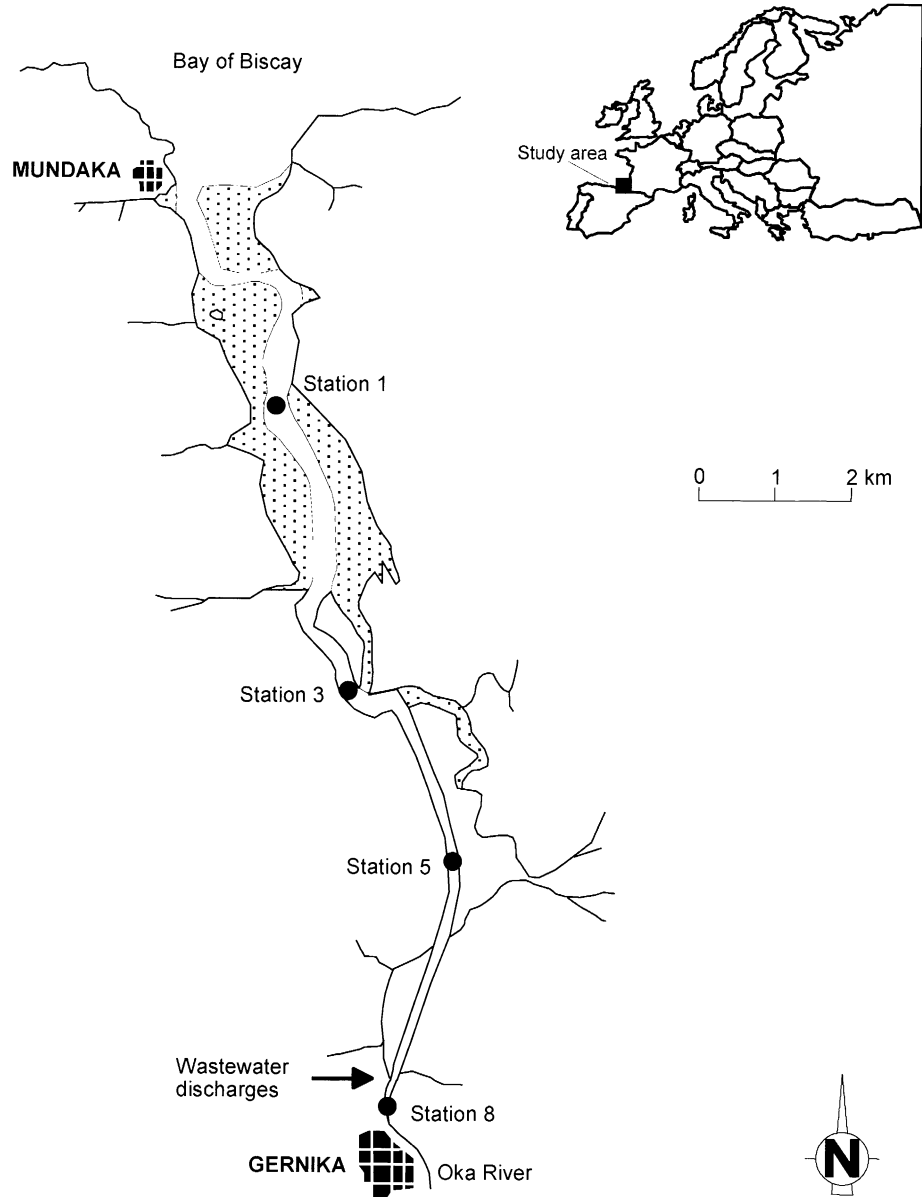 Bay of Biscay
MUNDAKA
Study area
Station 1
0 1 2 km
Station 3
Station 5
Wastewater
discharges
Station 8
GERNIKA
Oka River
N